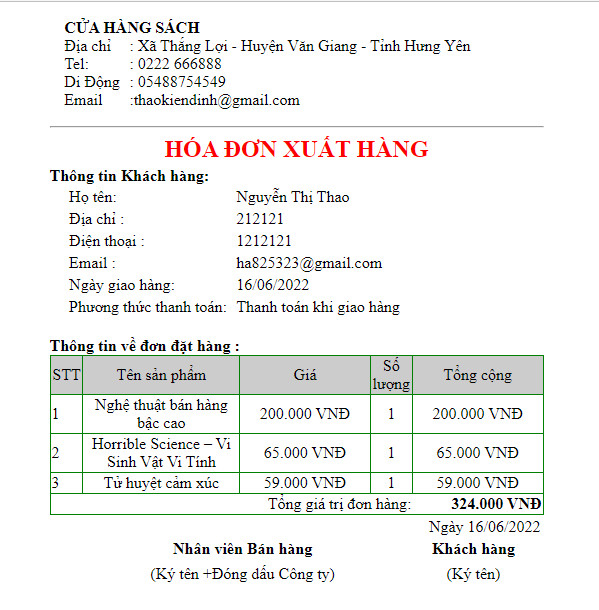 CỬA HÀNG SÁCH
Địa chỉ : Xã Thắng Lợi - Huyện Văn Giang - Tỉnh Hưng Yên
Tel: : 0222 666888
Di Động : 05488754549
Email :thaokiendinh@gmail.com
HÓA ĐƠN XUẤT HÀNG
Thông tin Khách hàng:
Họ tên: Nguyễn Thị Thao
Địa chỉ : 212121
Điện thoại : 1212121
Email : ha825323@gmail.com
Ngày giao hàng: 16/06/2022
Phương thức thanh toán: Thanh toán khi giao hàng
Thông tin về đơn đặt hàng :
STT Tên sản phẩm Giá Số lượng Tổng cộng
1 Nghệ thuật bán hàng bậc cao 200.000 VNĐ 1 200.000 VNĐ
2 Horrible Science – Vi Sinh Vật Vi Tính 65.000 VNĐ 1 65.000 VNĐ
3 Tử huyệt cảm xúc 59.000 VNĐ 1 59.000 VNĐ
Tổng giá trị đơn hàng: 324.000 VNĐ
Ngày 16/06/2022
Nhân viên Bán hàng Khách hàng
(Ký tên +Đóng dấu Công ty) (Ký tên)